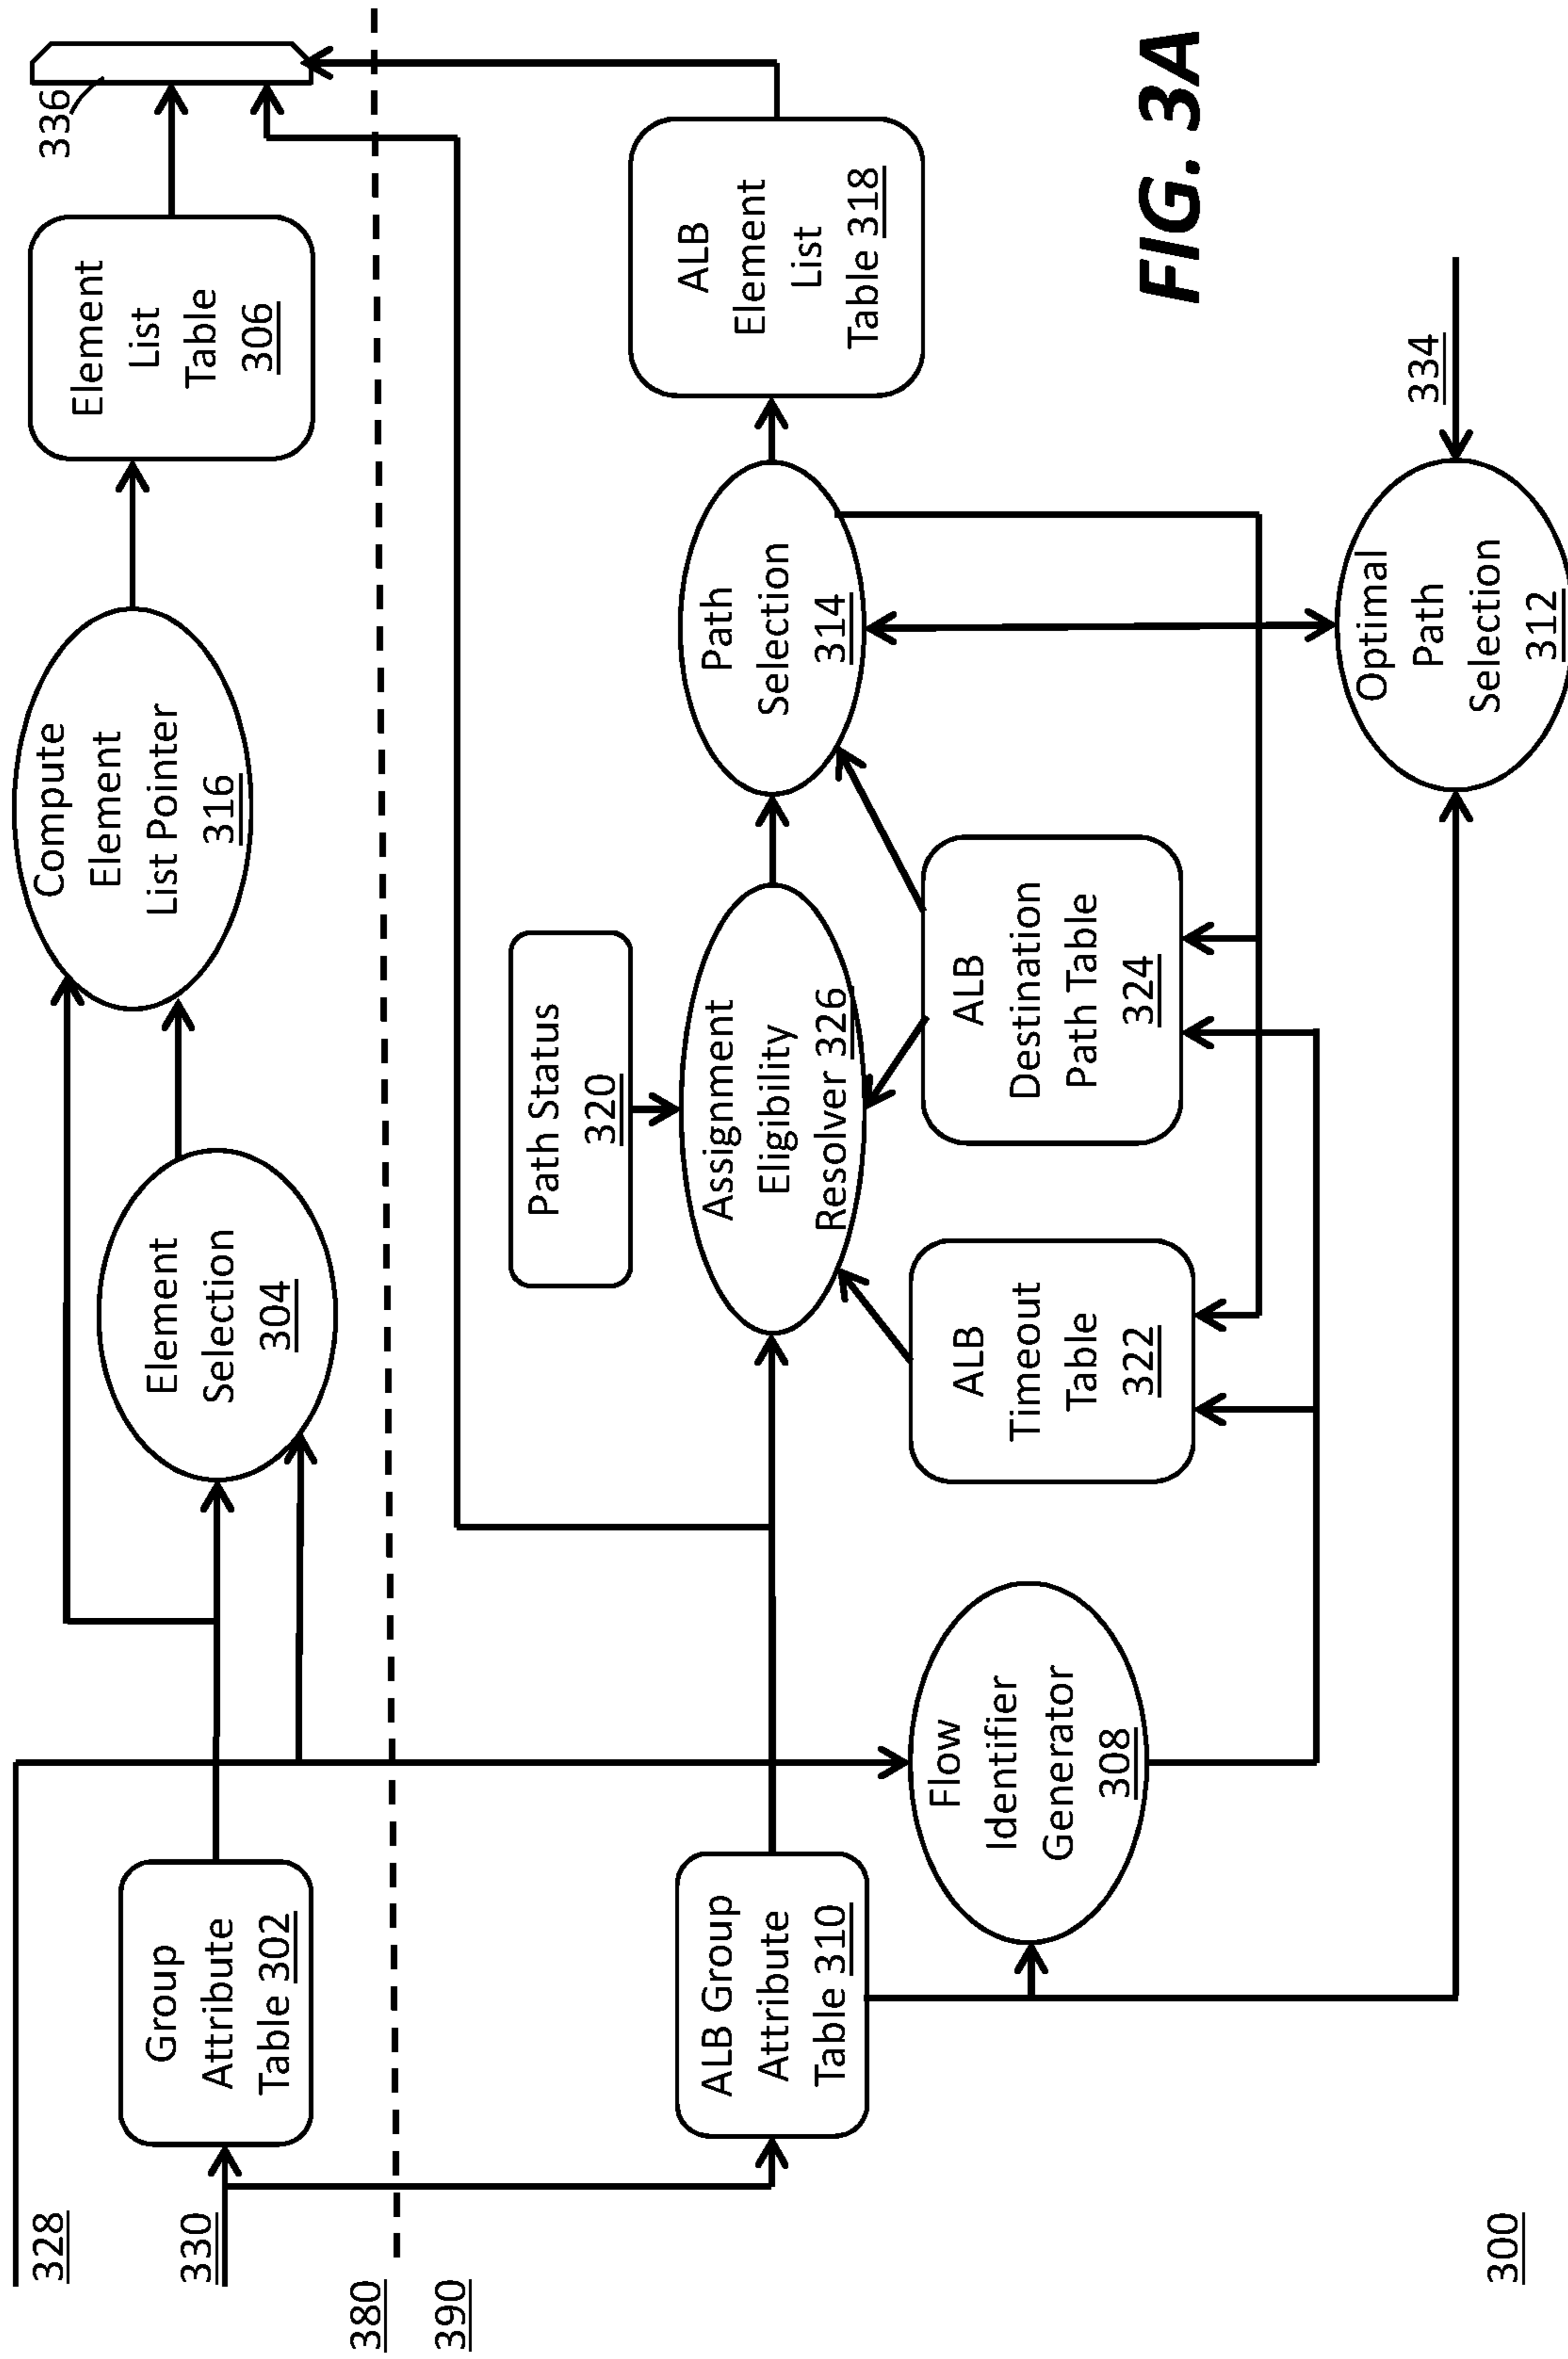 328
330
380
390
Group
Attribute
Table 302
Element
Selection
304
Compute
Element
List Pointer
316
Element
List
Table
306
336
ALB Group
Attribute
Table 310
Path Status
320
Assignment
Eligibility
Resolver 326
Path
Selection
314
ALB
Element
List
Table 318
Flow
Identifier
Generator
308
ALB
Timeout
Table
322
ALB
Destination
Path Table
324
Optimal
Path
Selection
312
334
FIG. 3A
300